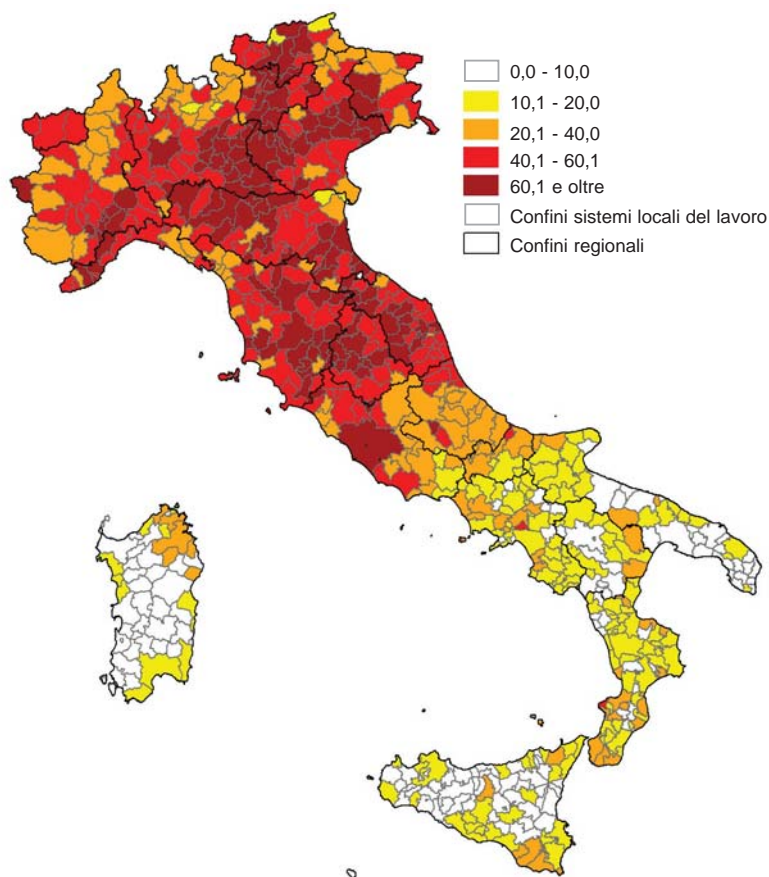 0,0 - 10,0
10,1 - 20,0
20,1 - 40,0
40,1 - 60,1
60,1 e oltre
Confini sistemi locali del lavoro
Confini regionali